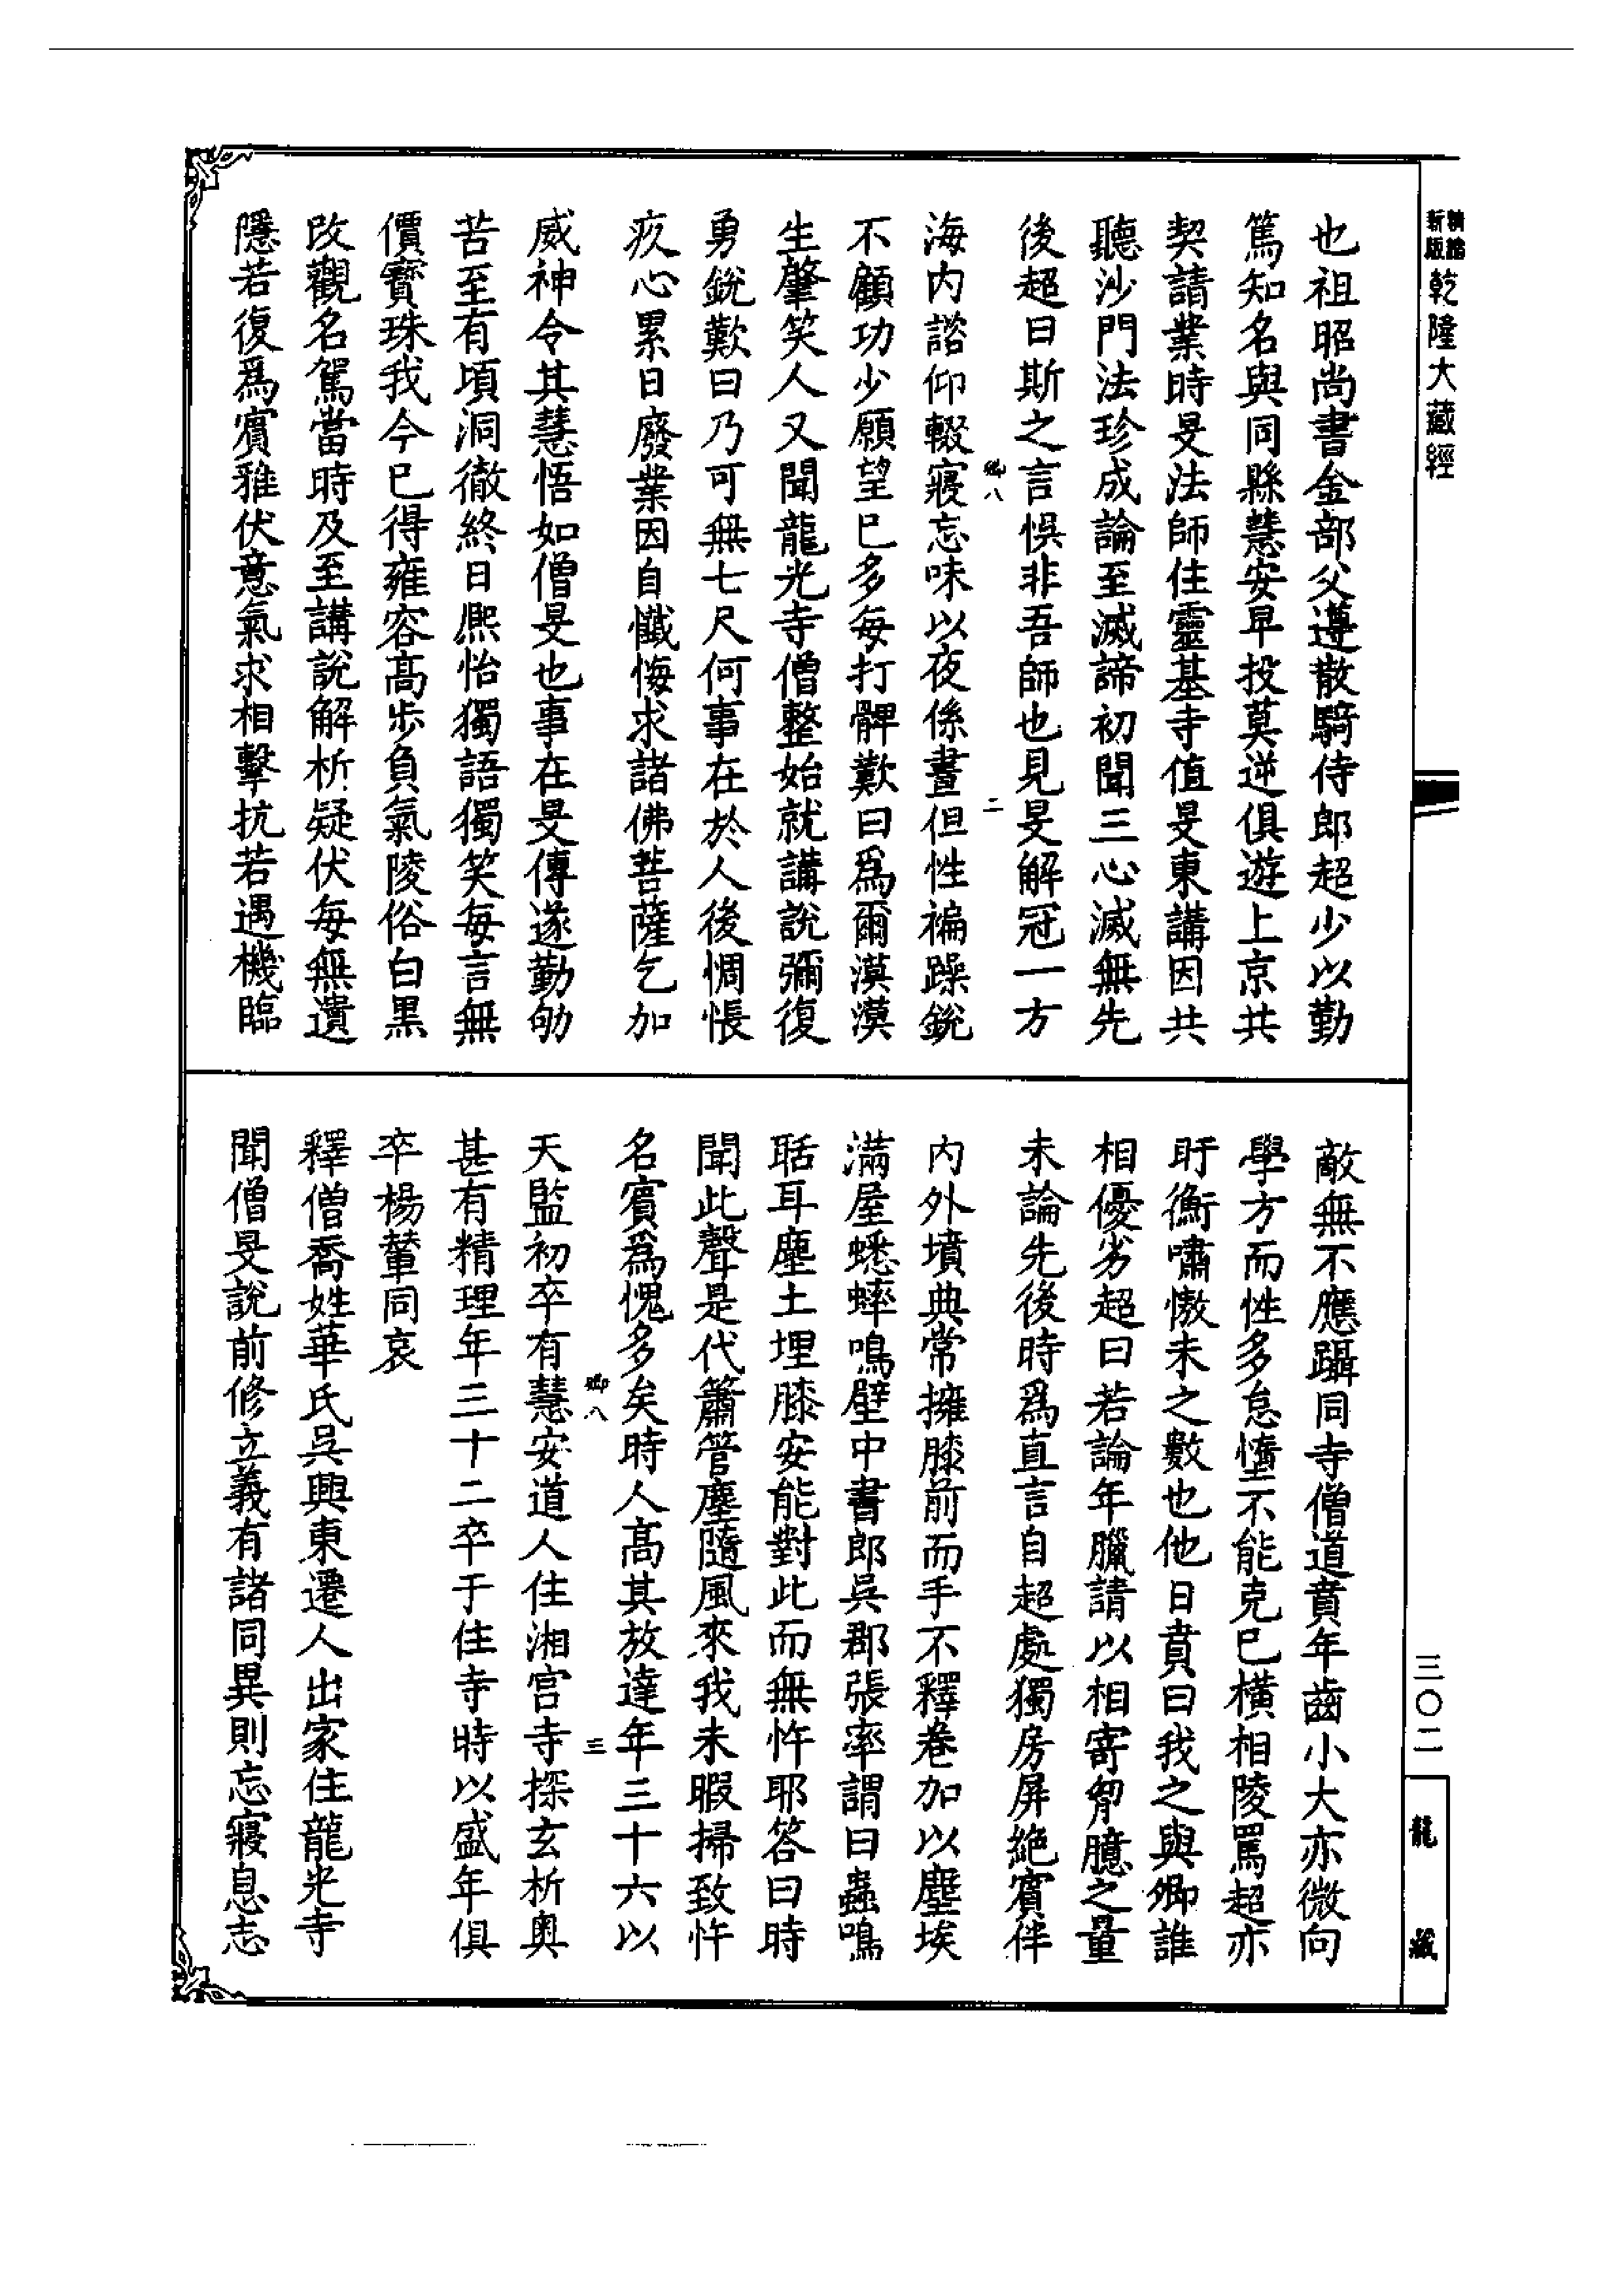 精縮新版乾隆大藏經
也祖昭尚書金部父遵散騎侍郎超少以勤
篤知名與同縣慧安早投莫逆俱遊上京共
契請業時旻法師住靈基寺值旻東講因共
聽沙門法珍成論至滅諦初聞三心滅無先
後超曰斯之言悞非吾師也見旻解冠一方
鄉八 二
海內諮仰輟寢忘味以夜係晝但性褊躁銳
不顧功少願望巳多每打髀歎曰爲爾漠漠
生肇笑人又聞龍光寺僧整始就講說彌復
勇銳歎曰乃可無七尺何事在於人後惆悵
疚心累日廢業因自懺悔求諸佛菩薩乞加
威神令其慧悟如僧旻也事在旻傳遂勤劬
苦至有頃洞徹終日熙怡獨語獨笑每言無
價寶珠我今巳得雍容高步負氣陵俗白黑
改觀名駕當時及至講說解析疑伏每無遺
隱若復爲賓雅伏意氣求相擊抗若遇機臨
敵無不應躡同寺僧道賁年齒小大亦微向
學方而性多怠惰不能克巳橫相陵罵超亦
盱衡嘯慠未之數也他日賁曰我之與卿誰
相優劣超曰若論年臘請以相寄胷臆之量
未論先後時爲直言自超處獨房屏絕賓伴
內外墳典常擁膝前而手不釋卷加以塵埃
滿屋蟋蟀鳴壁中書郎吳郡張率謂曰蟲鳴
聒耳塵土埋膝安能對此而無忤耶答曰時
聞此聲是代簫管塵隨風來我未暇掃致忤
名賓爲愧多矣時人高其放達年三十六以
鄉八 三
天監初卒有慧安道人住湘宮寺探玄析奧
甚有精理年三十二卒于住寺時以盛年俱
卒楊輦同哀
釋僧喬姓華氏吳興東遷人出家住龍光寺
聞僧旻說前修立義有諸同異則忘寢息志
三〇二
龍藏